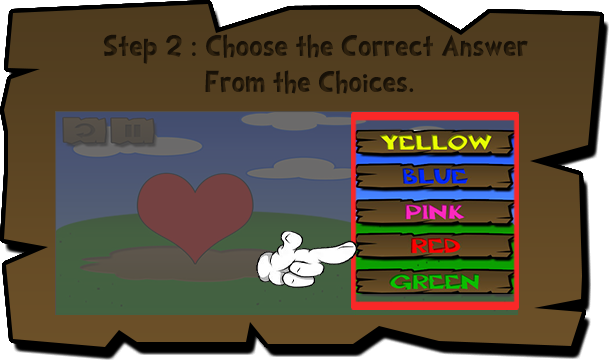 Step 2 : Choose the Correct Answer
From the Choices.
YELLOW
BLUE
PINK
RED
GREEN